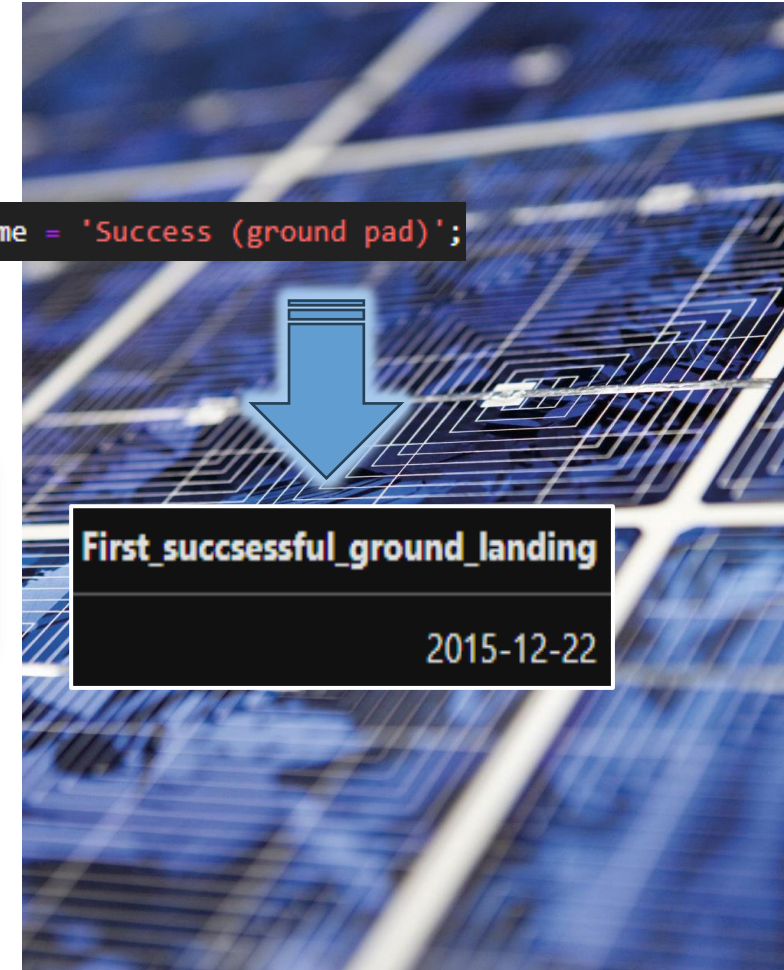 me = 'Success (ground pad)';
First_succsessful_ground_landing
2015-12-22